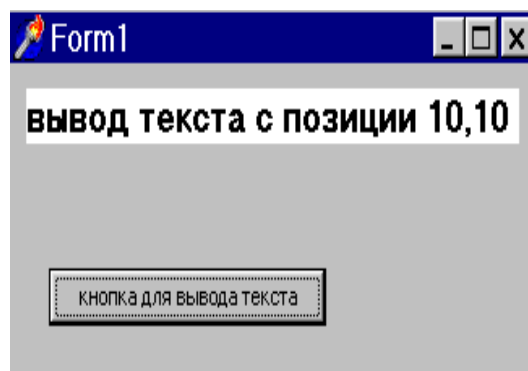 Form1
вывод текста с позиции 10,10
кнопка для вывода текста